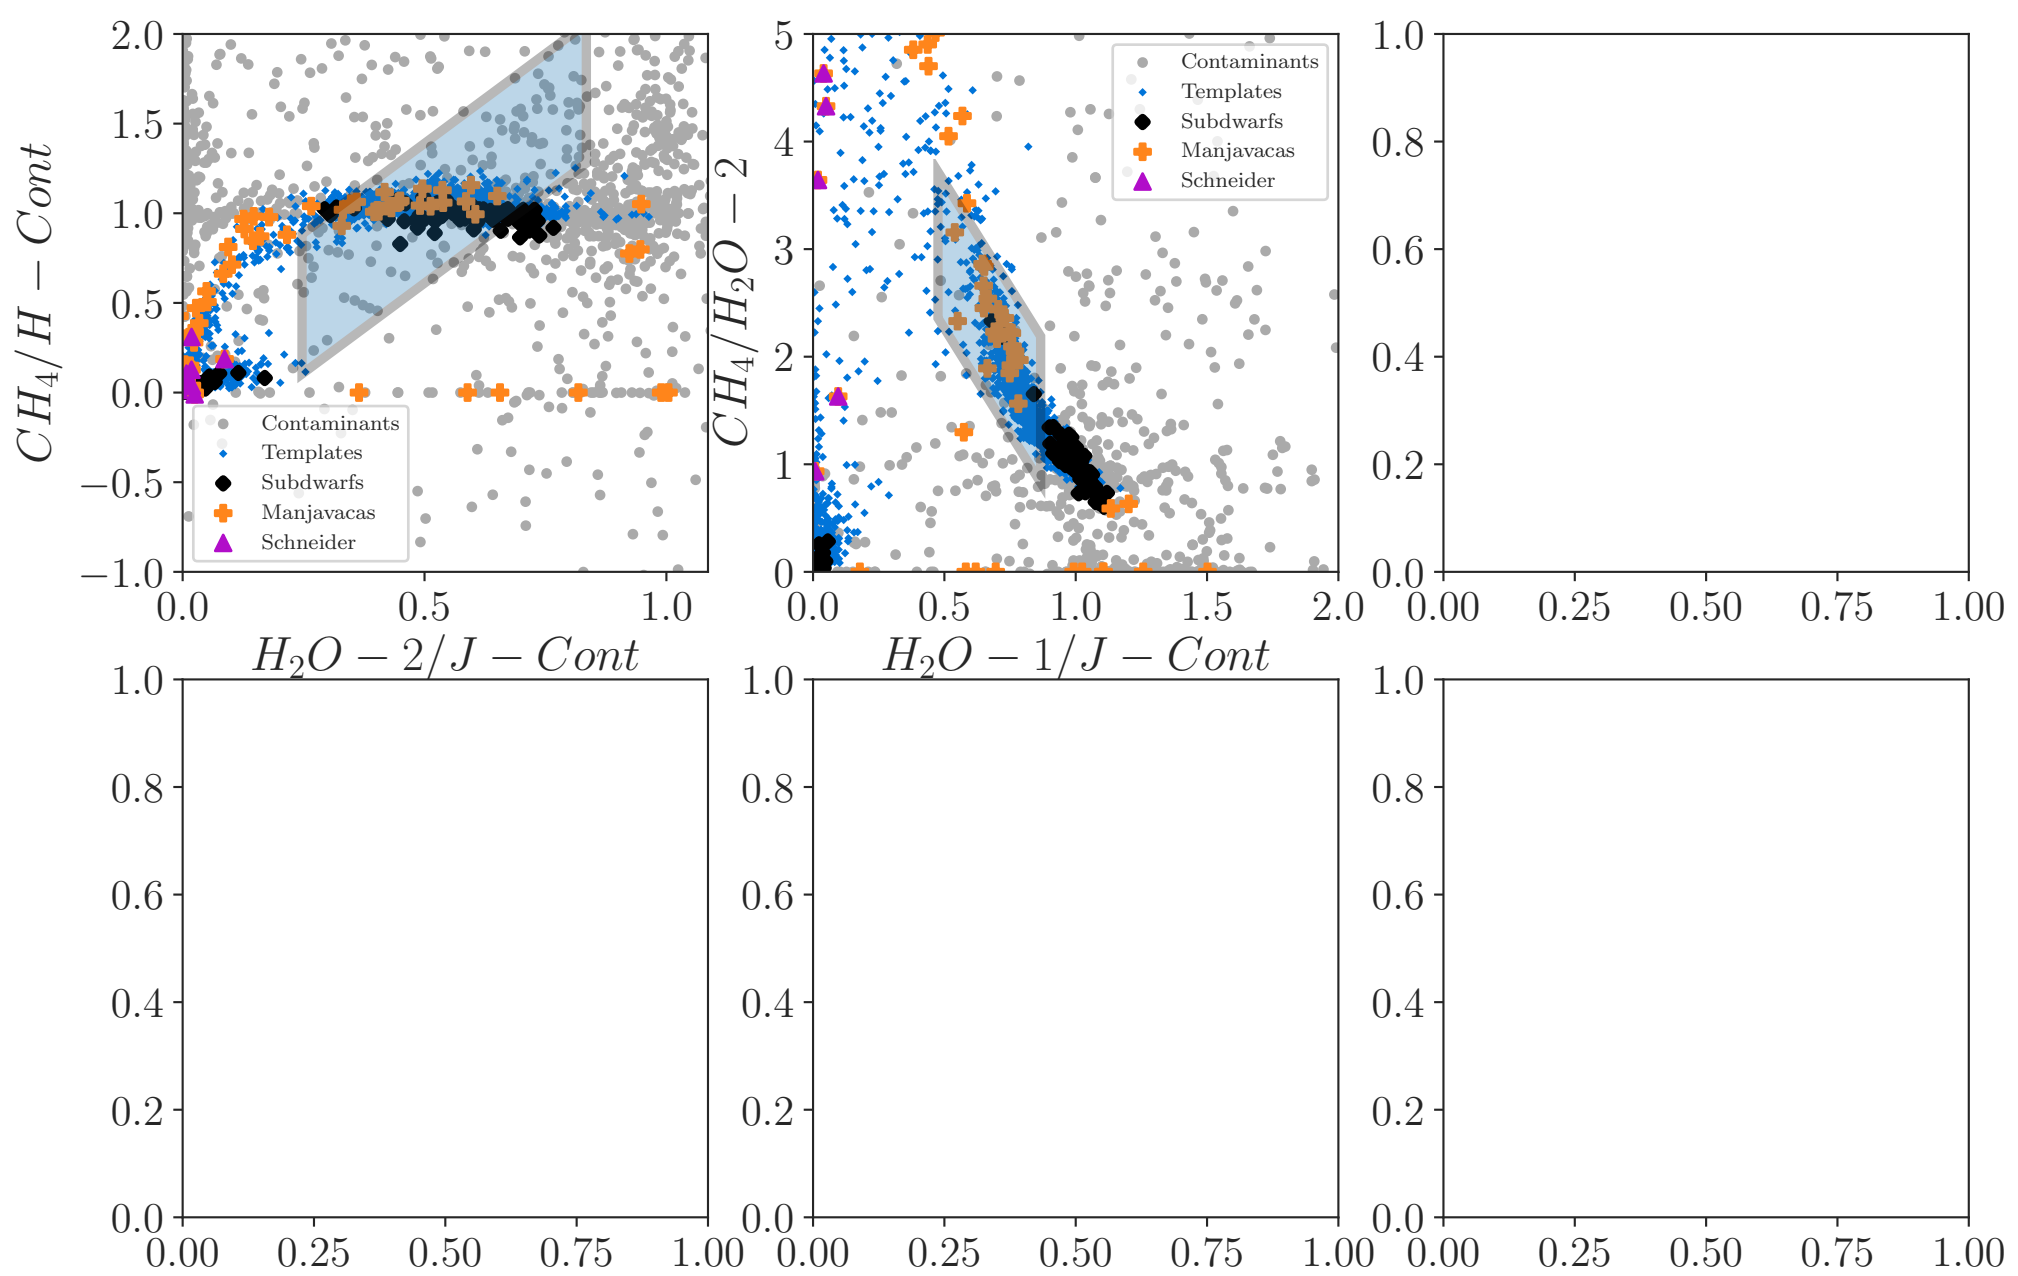 2.0
1.5
1.0
0.5
0.0
−0.5
−1.0
CH₄/H − Cont
Contaminants
Templates
Subdwarfs
Manjavacas
Schneider
0.0 0.5 1.0
H₂O − 2/J − Cont
5
4
3
2
1
0
CH₄/H₂O − 2
Contaminants
Templates
Subdwarfs
Manjavacas
Schneider
0.0 0.5 1.0 1.5 2.0
H₂O − 1/J − Cont
1.0
0.8
0.6
0.4
0.2
0.0
0.00 0.25 0.50 0.75 1.00
1.0
0.8
0.6
0.4
0.2
0.0
0.00 0.25 0.50 0.75 1.00
1.0
0.8
0.6
0.4
0.2
0.0
0.00 0.25 0.50 0.75 1.00
1.0
0.8
0.6
0.4
0.2
0.0
0.00 0.25 0.50 0.75 1.00